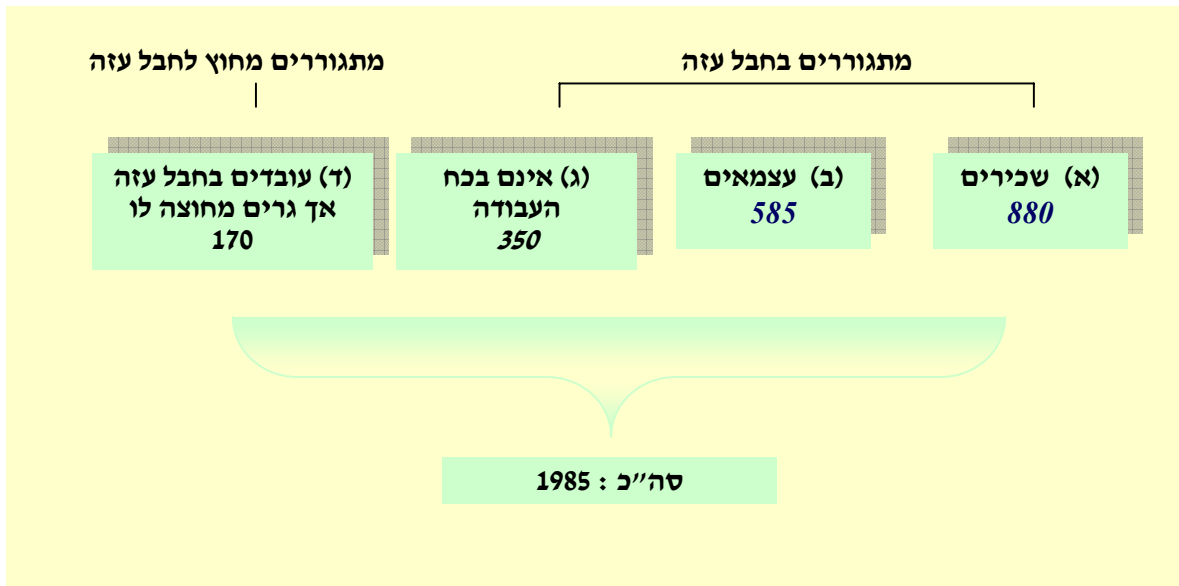 מתגוררים בחבל עזה
מתגוררים מחוץ לחבל עזה
(א) שכירים
880
(ב) עצמאים
585
(ג) אינם בכח
העבודה
350
(ד) עובדים בחבל עזה
אך גרים מחוצה לו
170
סה״כ : 1985